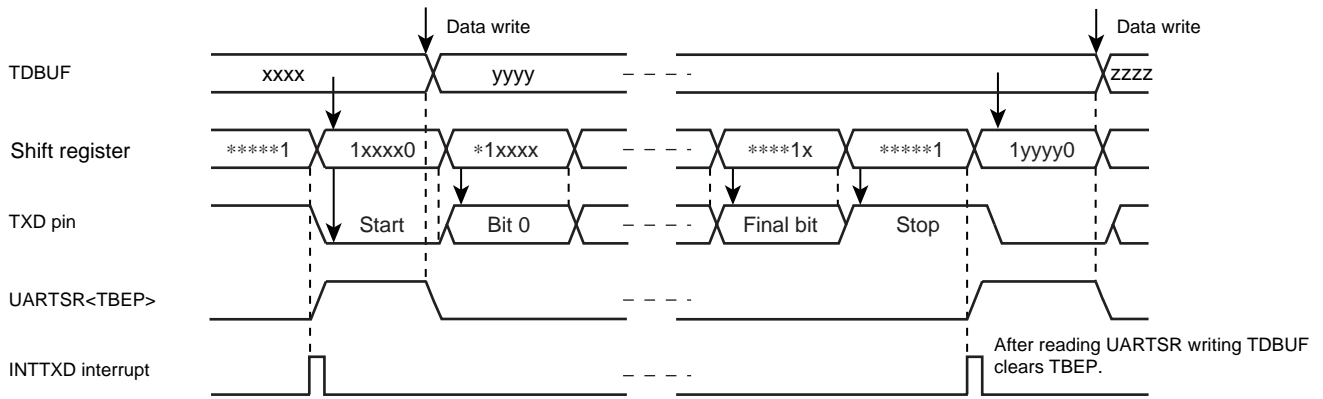 Data write
Data write
TDBUF
xxxx
yyyy
zzzz
Shift register
*****1
1xxxx0
*1xxxx
****1x
*****1
1yyyy0
TXD pin
Start
Bit 0
Final bit
Stop
UARTSR<TBEP>
INTTXD interrupt
After reading UARTSR writing TDBUF
clears TBEP.